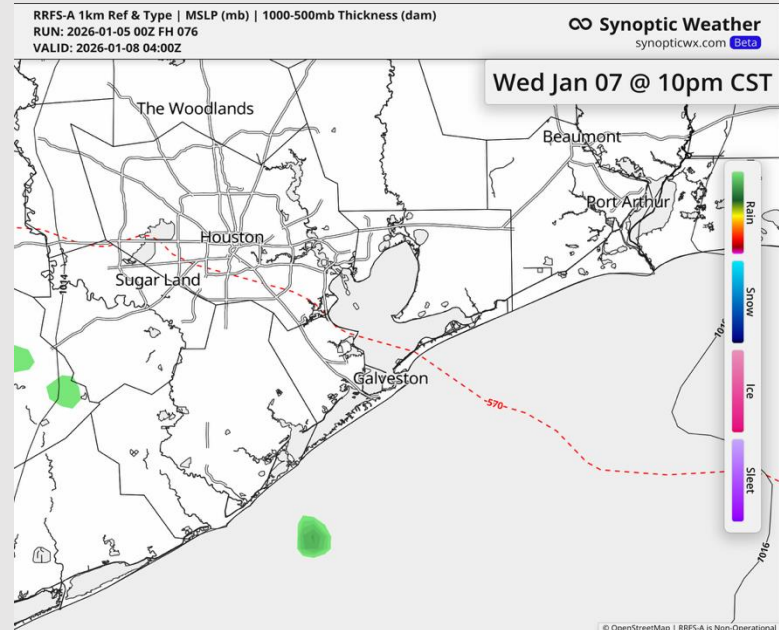 RRFS-A 1km Ref & Type | MSLP (mb) | 1000-500mb Thickness (dam)
RUN: 2026-01-05 00Z FH 076
VALID: 2026-01-08 04:00Z
Synoptic Weather
synopticwx.com Beta
Wed Jan 07 @ 10pm CST
The Woodlands
Beaumont
Port Arthur
Houston
Sugar Land
Galveston
1014
-570-
1016
Rain
Snow
Ice
Sleet
© OpenStreetMap | RRFS-A is Non-Operational